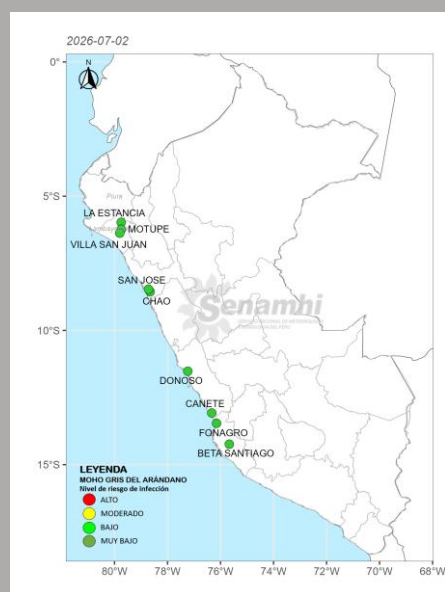 2026-07-02
N
0°
5°S
10°S
15°S
Piura
LA ESTANCIA
MOTUPE
VILLA SAN JUAN
SAN JOSE
CHAO
Senamhi
DONOSO
CANETE
FONAGRO
BETA SANTIAGO
LEYENDA
MOHO GRIS DEL ARÁNDANO
Nivel de riesgo de infección
ALTO
MODERADO
BAJO
MUY BAJO
80°W
78°W
76°W
74°W
72°W
70°W
68°W